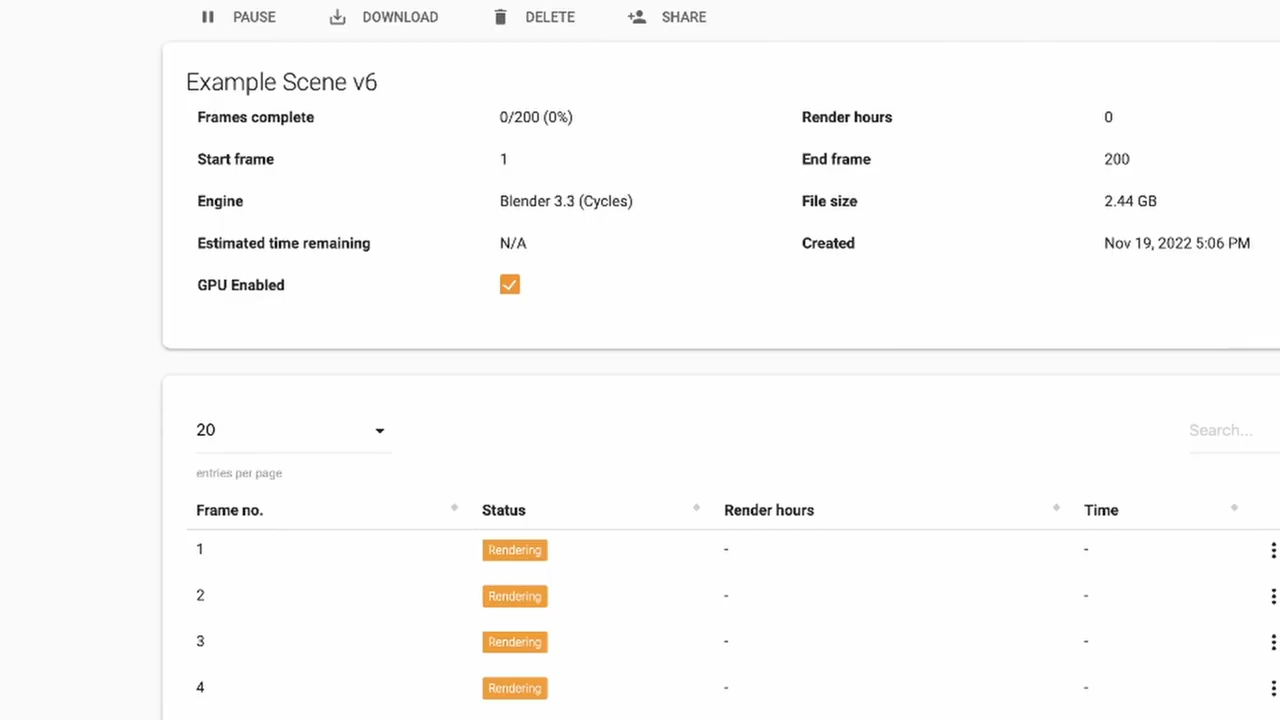 PAUSE DOWNLOAD DELETE SHARE
Example Scene v6
Frames complete 0/200 (0%) Render hours 0
Start frame 1 End frame 200
Engine Blender 3.3 (Cycles) File size 2.44 GB
Estimated time remaining N/A Created Nov 19, 2022 5:06 PM
GPU Enabled
20 Search...
entries per page
Frame no. Status Render hours Time
1 Rendering - -
2 Rendering - -
3 Rendering - -
4 Rendering - -